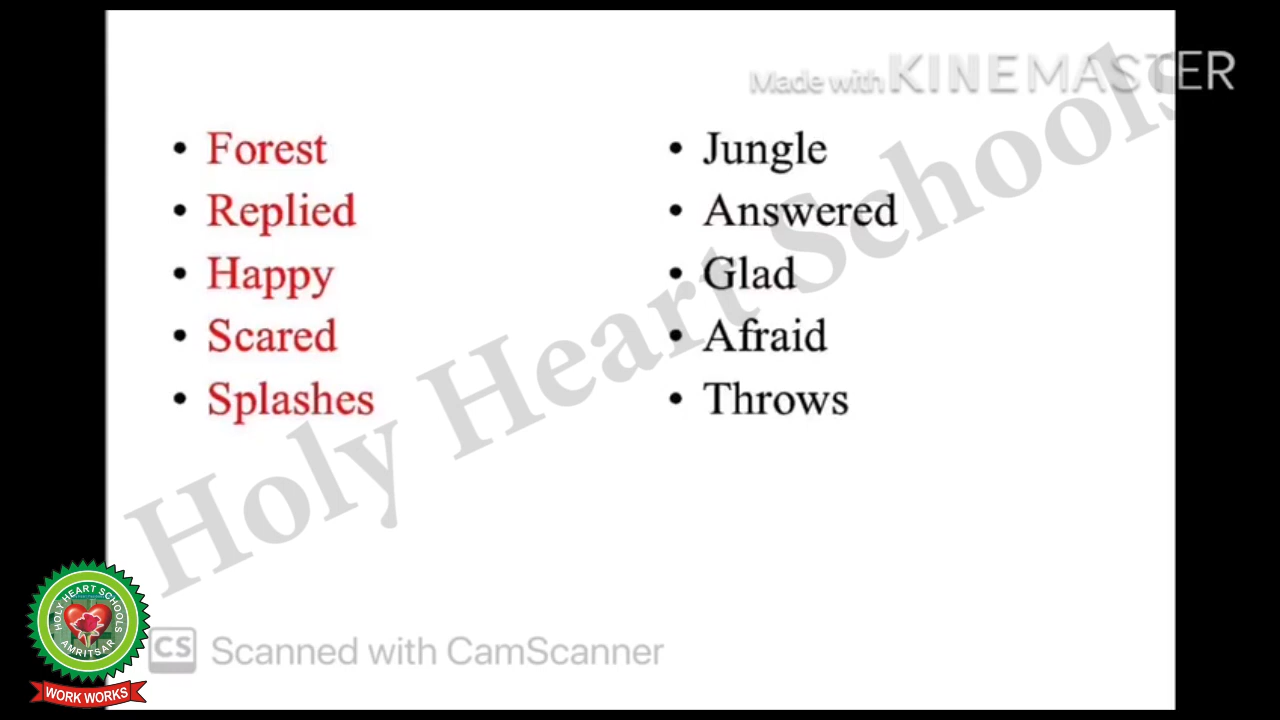 Made with KINEMASTER
• Forest • Jungle
• Replied • Answered
• Happy • Glad
• Scared • Afraid
• Splashes • Throws
Holy Heart Schools
HOLY HEART SCHOOLS
AMRITSAR
WORK WORKS
CS Scanned with CamScanner